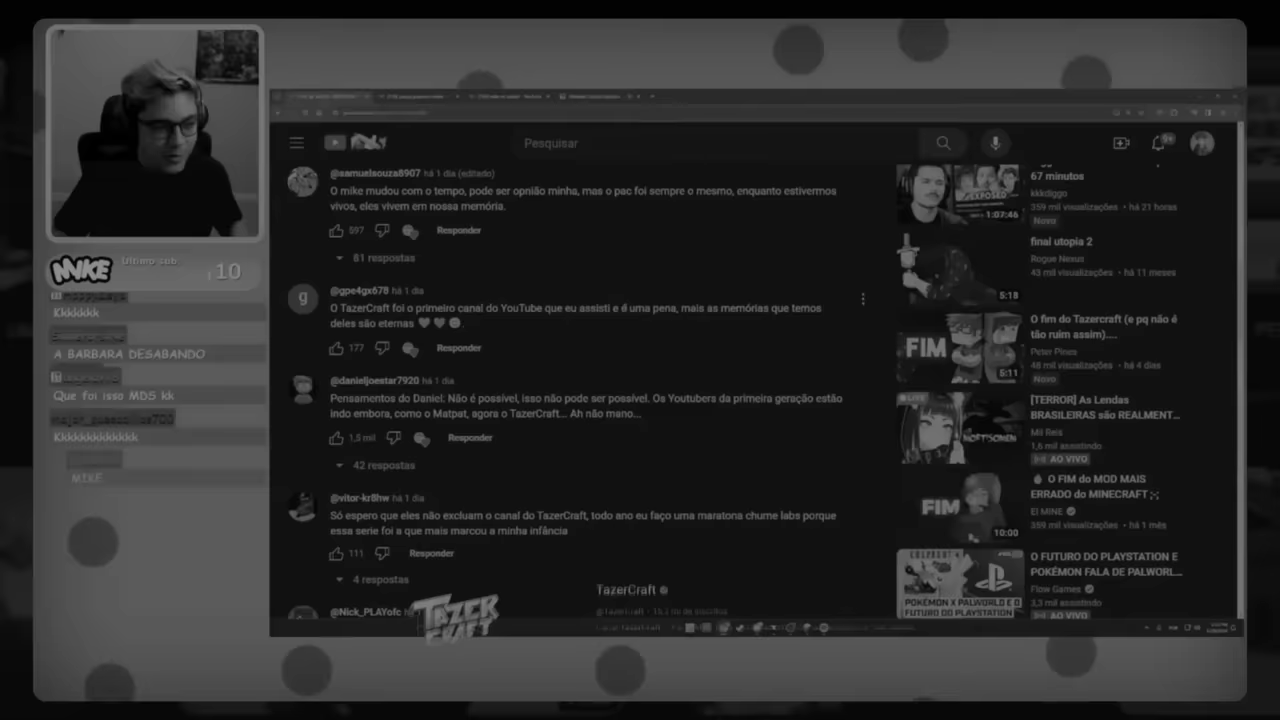 Pesquisar
9+
@samuelsouza8907 há 1 dia (editado)
O mike mudou com o tempo, pode ser opnião minha, mas o pac foi sempre o mesmo, enquanto estivermos
vivos, eles vivem em nossa memória.
597
Responder
81 respostas
g
@gpe4gx678 há 1 dia
O TazerCraft foi o primeiro canal do YouTube que eu assisti e é uma pena, mais as memórias que temos
deles são eternas
177
Responder
@danieljoestar7920 há 1 dia
Pensamentos do Daniel: Não é possível, isso não pode ser possível. Os Youtubers da primeira geração estão
indo embora, como o Matpat, agora o TazerCraft... Ah não mano...
1,5 mil
Responder
42 respostas
@vitor-kr8hw há 1 dia
Só espero que eles não excluam o canal do TazerCraft, todo ano eu faço uma maratona chume labs porque
essa serie foi a que mais marcou a minha infância
111
Responder
4 respostas
@Nick_PLAYofc há
TAZER
CRAFT
TazerCraft
MIKE
Último sub:
10
Kkkkkkk
A BARBARA DESABANDO
Que foi isso MDS kk
Kkkkkkkkkkkkk
MIKE
EXPOSED
1:07:46
67 minutos
kkkdiggo
359 mil visualizações • há 21 horas
Novo
5:18
final utopia 2
Rogue Nexus
43 mil visualizações • há 11 meses
FIM
5:11
O fim do Tazercraft (e pq não é
tão ruim assim)....
Peter Pines
48 mil visualizações • há 4 dias
Novo
LIVE
[TERROR] As Lendas
BRASILEIRAS são REALMENT...
Mil Reis
1,6 mil assistindo
AO VIVO
FIM
10:00
O FIM do MOD MAIS
ERRADO do MINECRAFT
El MINE
359 mil visualizações • há 1 mês
POKEMON X PALWORLD E O
FUTURO DO PLAYSTATION
O FUTURO DO PLAYSTATION E
POKÉMON FALA DE PALWORL...
Flow Games
3,3 mil assistindo
AO VIVO